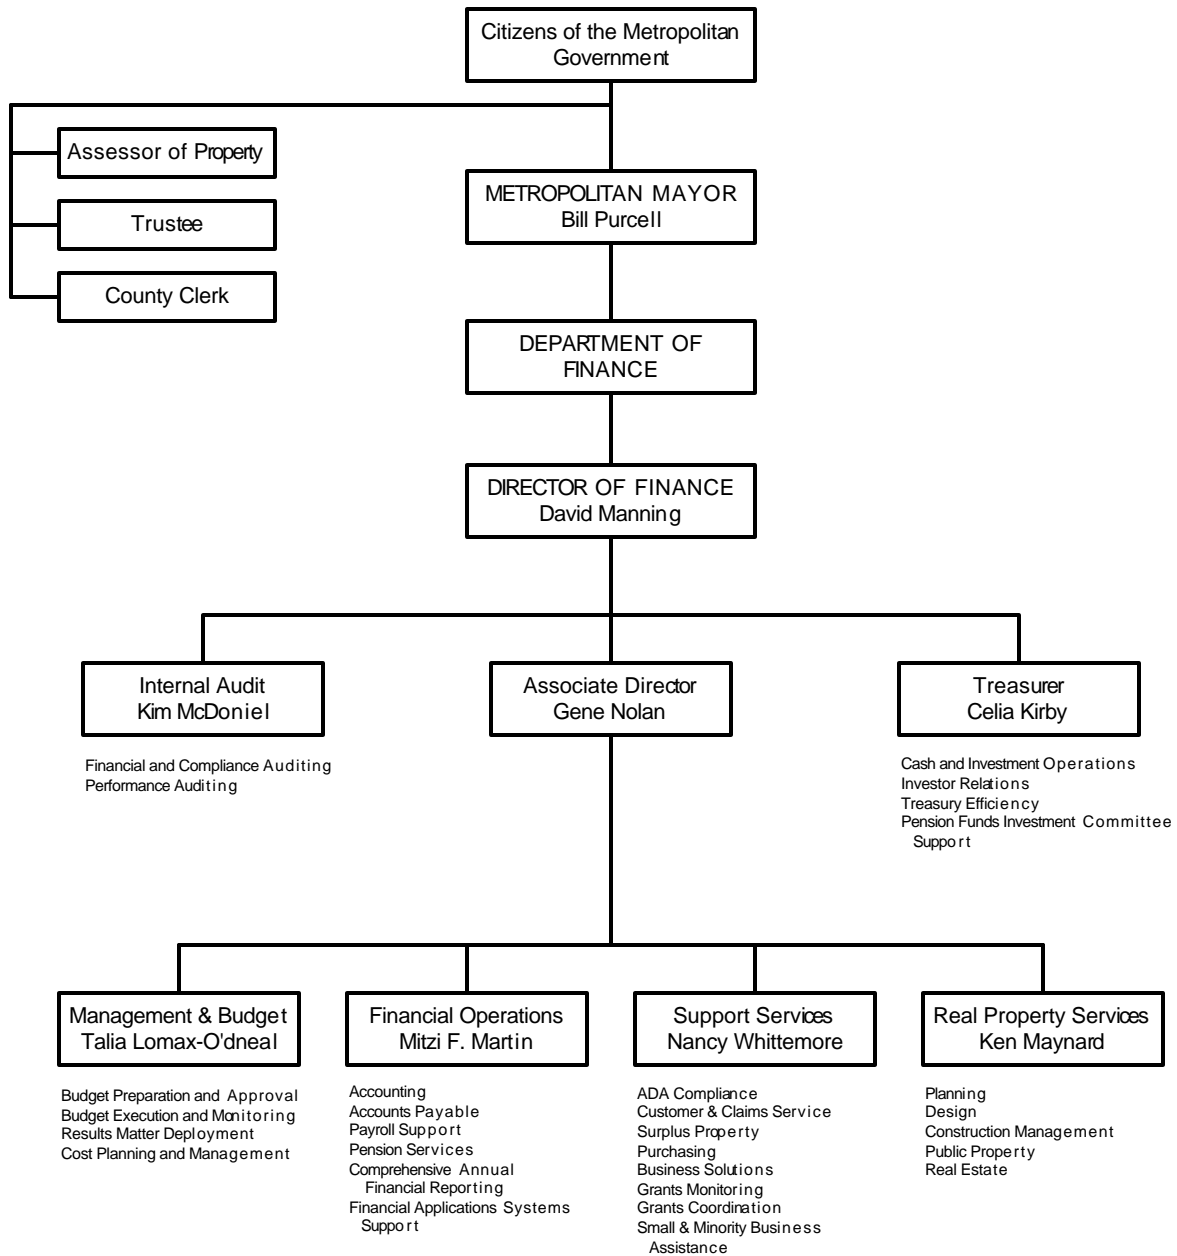 Citizens of the Metropolitan
Government
Assessor of Property
Trustee
County Clerk
METROPOLITAN MAYOR
Bill Purcell
DEPARTMENT OF
FINANCE
DIRECTOR OF FINANCE
David Manning
Internal Audit
Kim McDoniel
Financial and Compliance Auditing
Performance Auditing
Associate Director
Gene Nolan
Treasurer
Celia Kirby
Cash and Investment Operations
Investor Relations
Treasury Efficiency
Pension Funds Investment Committee
Support
Management & Budget
Talia Lomax-O'dneal
Budget Preparation and Approval
Budget Execution and Monitoring
Results Matter Deployment
Cost Planning and Management
Financial Operations
Mitzi F. Martin
Accounting
Accounts Payable
Payroll Support
Pension Services
Comprehensive Annual
Financial Reporting
Financial Applications Systems
Support
Support Services
Nancy Whittemore
ADA Compliance
Customer & Claims Service
Surplus Property
Purchasing
Business Solutions
Grants Monitoring
Grants Coordination
Small & Minority Business
Assistance
Real Property Services
Ken Maynard
Planning
Design
Construction Management
Public Property
Real Estate